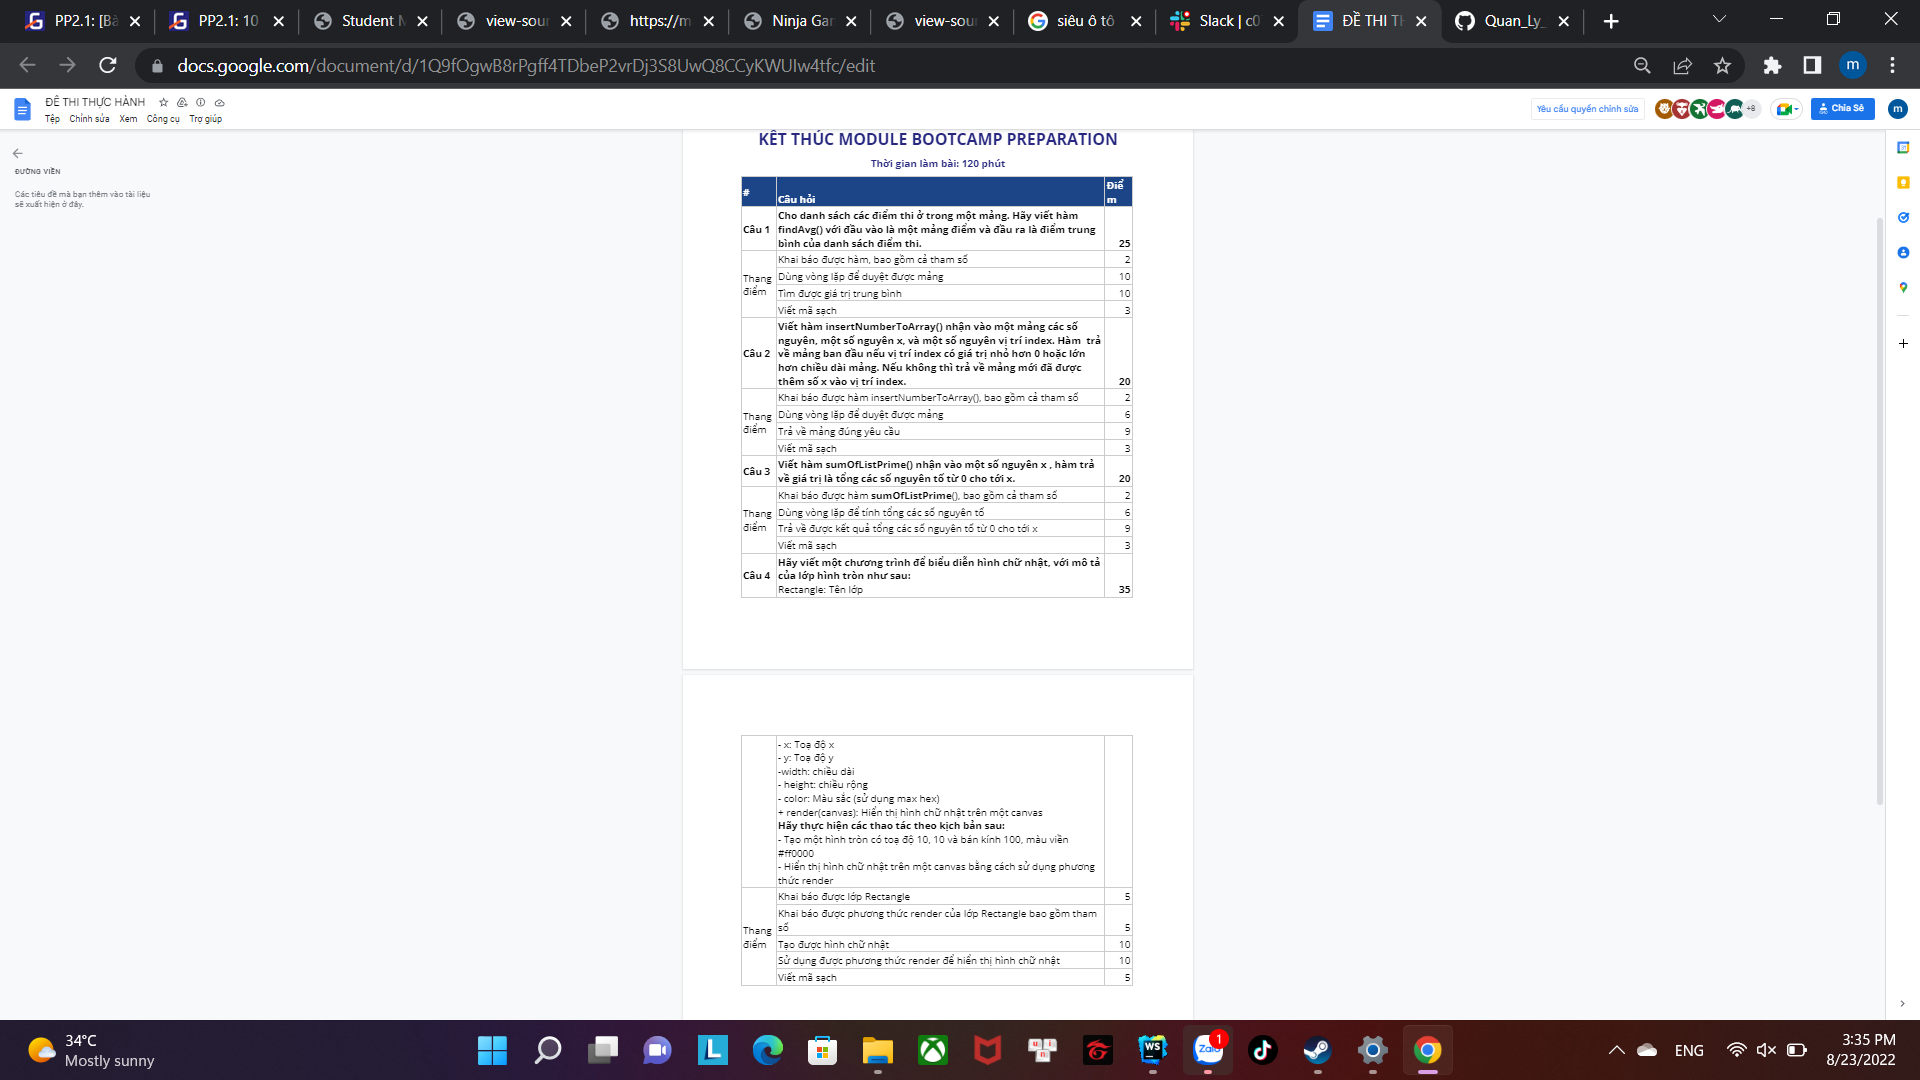 PP2.1: [Bà
PP2.1: 10
Student M
view-sour
https://m
Ninja Gar
view-sour
siêu ô tô
Slack | c0
ĐỀ THI TH
Quan_Ly_
docs.google.com/document/d/1Q9fOgwB8rPgff4TDbeP2vrDj3S8UwQ8CCyKWUIw4tfc/edit
m
ĐỀ THI THỰC HÀNH
Tệp Chỉnh sửa Xem Công cụ Trợ giúp
Yêu cầu quyền chỉnh sửa
+8
Chia Sẻ
m
ĐƯỜNG VIỀN
Các tiêu đề mà bạn thêm vào tài liệu
sẽ xuất hiện ở đây.
KẾT THÚC MODULE BOOTCAMP PREPARATION
Thời gian làm bài: 120 phút
# Câu hỏi Điể
m
Cho danh sách các điểm thi ở trong một mảng. Hãy viết hàm
Câu 1 findAvg() với đầu vào là một mảng điểm và đầu ra là điểm trung
bình của danh sách điểm thi. 25
Thang
điểm
Khai báo được hàm, bao gồm cả tham số 2
Dùng vòng lặp để duyệt được mảng 10
Tìm được giá trị trung bình 10
Viết mã sạch 3
Viết hàm insertNumberToArray() nhận vào một mảng các số
nguyên, một số nguyên x, và một số nguyên vị trí index. Hàm trả
Câu 2 về mảng ban đầu nếu vị trí index có giá trị nhỏ hơn 0 hoặc lớn
hơn chiều dài mảng. Nếu không thì trả về mảng mới đã được
thêm số x vào vị trí index. 20
Thang
điểm
Khai báo được hàm insertNumberToArray(), bao gồm cả tham số 2
Dùng vòng lặp để duyệt được mảng 6
Trả về mảng đúng yêu cầu 9
Viết mã sạch 3
Câu 3 Viết hàm sumOfListPrime() nhận vào một số nguyên x , hàm trả
về giá trị là tổng các số nguyên tố từ 0 cho tới x. 20
Thang
điểm
Khai báo được hàm sumOfListPrime(), bao gồm cả tham số 2
Dùng vòng lặp để tính tổng các số nguyên tố 6
Trả về được kết quả tổng các số nguyên tố từ 0 cho tới x 9
Viết mã sạch 3
Hãy viết một chương trình để biểu diễn hình chữ nhật, với mô tả
Câu 4 của lớp hình tròn như sau:
Rectangle: Tên lớp 35
- x: Toạ độ x
- y: Toạ độ y
-width: chiều dài
- height: chiều rộng
- color: Màu sắc (sử dụng max hex)
+ render(canvas): Hiển thị hình chữ nhật trên một canvas
Hãy thực hiện các thao tác theo kịch bản sau:
- Tạo một hình tròn có toạ độ 10, 10 và bán kính 100, màu viền
#ff0000
- Hiển thị hình chữ nhật trên một canvas bằng cách sử dụng phương
thức render
Thang
điểm
Khai báo được lớp Rectangle 5
Khai báo được phương thức render của lớp Rectangle bao gồm tham
số 5
Tạo được hình chữ nhật 10
Sử dụng được phương thức render để hiển thị hình chữ nhật 10
Viết mã sạch 5
34°C
Mostly sunny
L
WS
Zalo
1
ENG
3:35 PM
8/23/2022